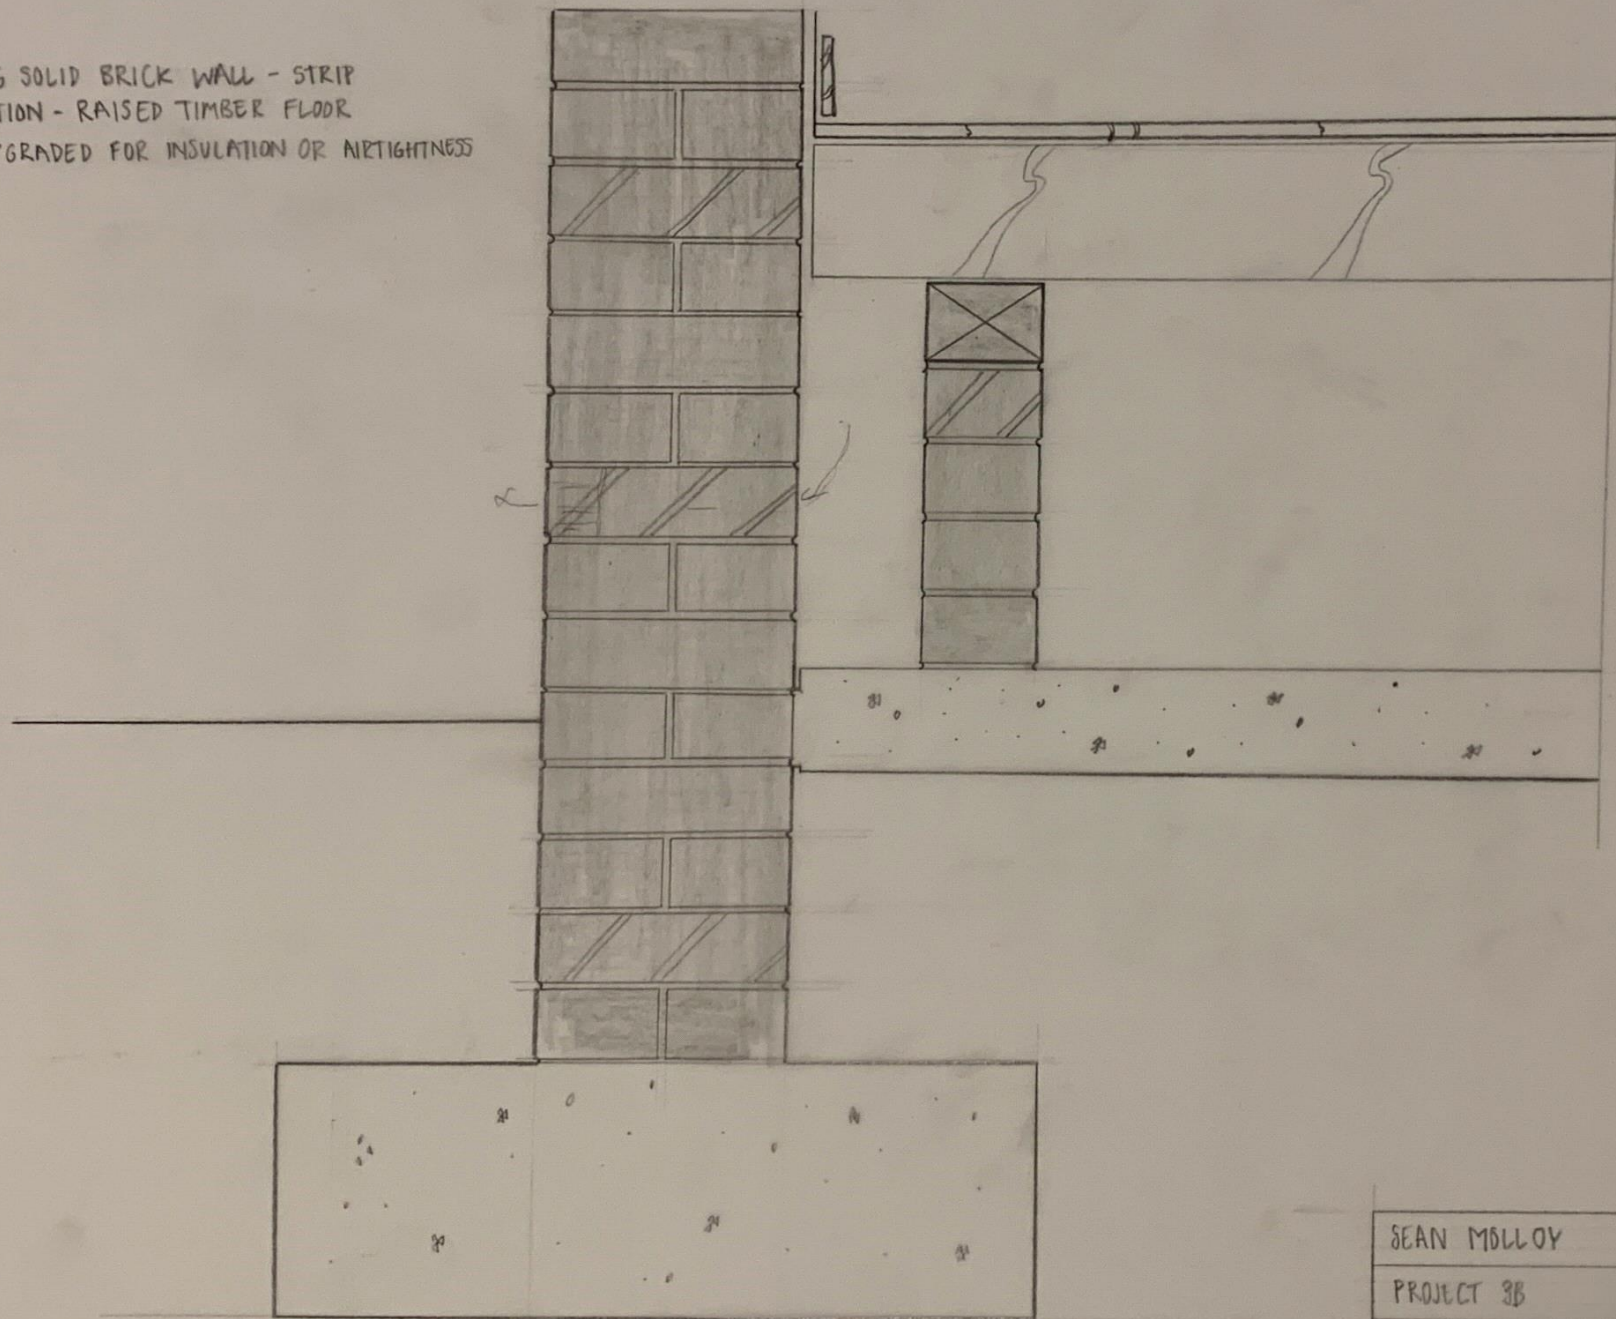 SOLID BRICK WALL - STRIP
TION - RAISED TIMBER FLOOR
GRADED FOR INSULATION OR AIRTIGHTNESS
SEAN MOLLOY
PROJECT 3B